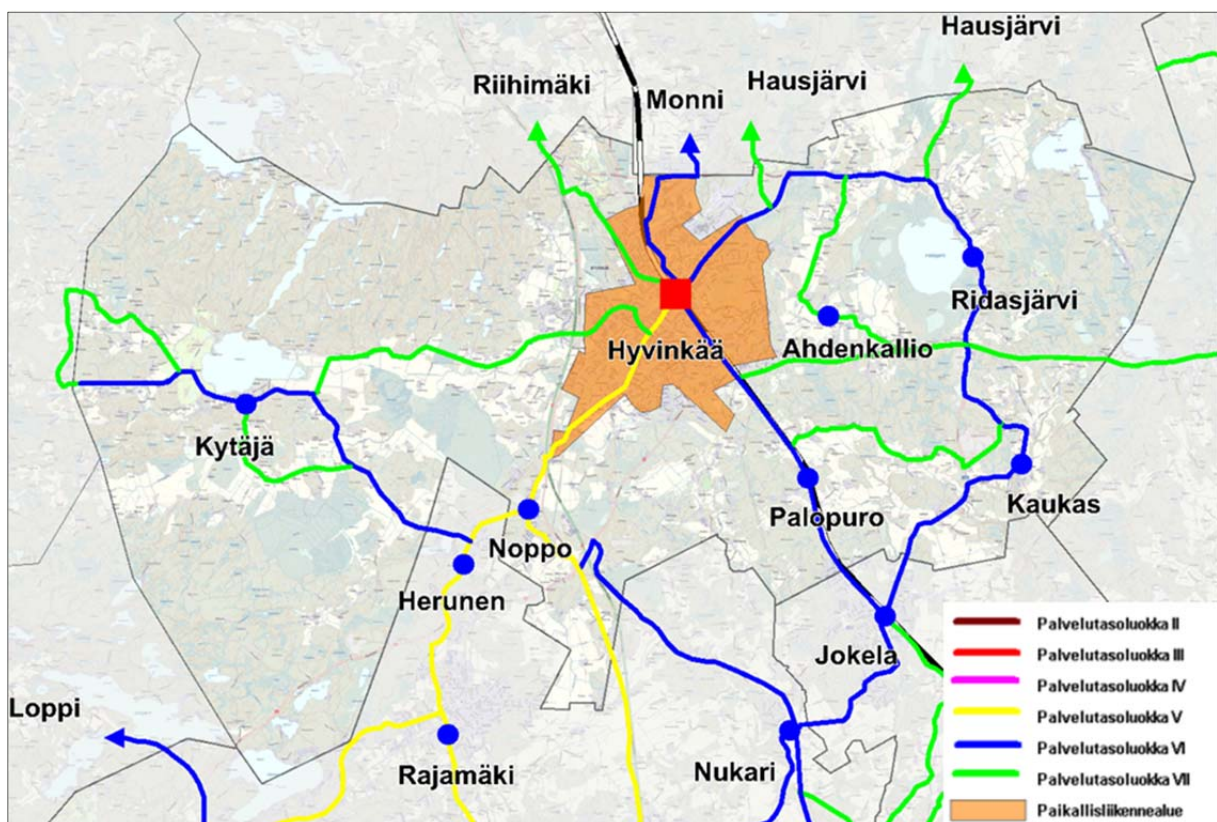 Hausjärvi
Riihimäki
Monni
Hausjärvi
Ridasjärvi
Hyvinkää
Ahdenkallio
Kytäjä
Kaukas
Palopuro
Noppo
Herunen
Jokela
Loppi
Rajamäki
Nukari
Palvelutasoluokka II
Palvelutasoluokka III
Palvelutasoluokka IV
Palvelutasoluokka V
Palvelutasoluokka VI
Palvelutasoluokka VII
Paikallisliikennealue